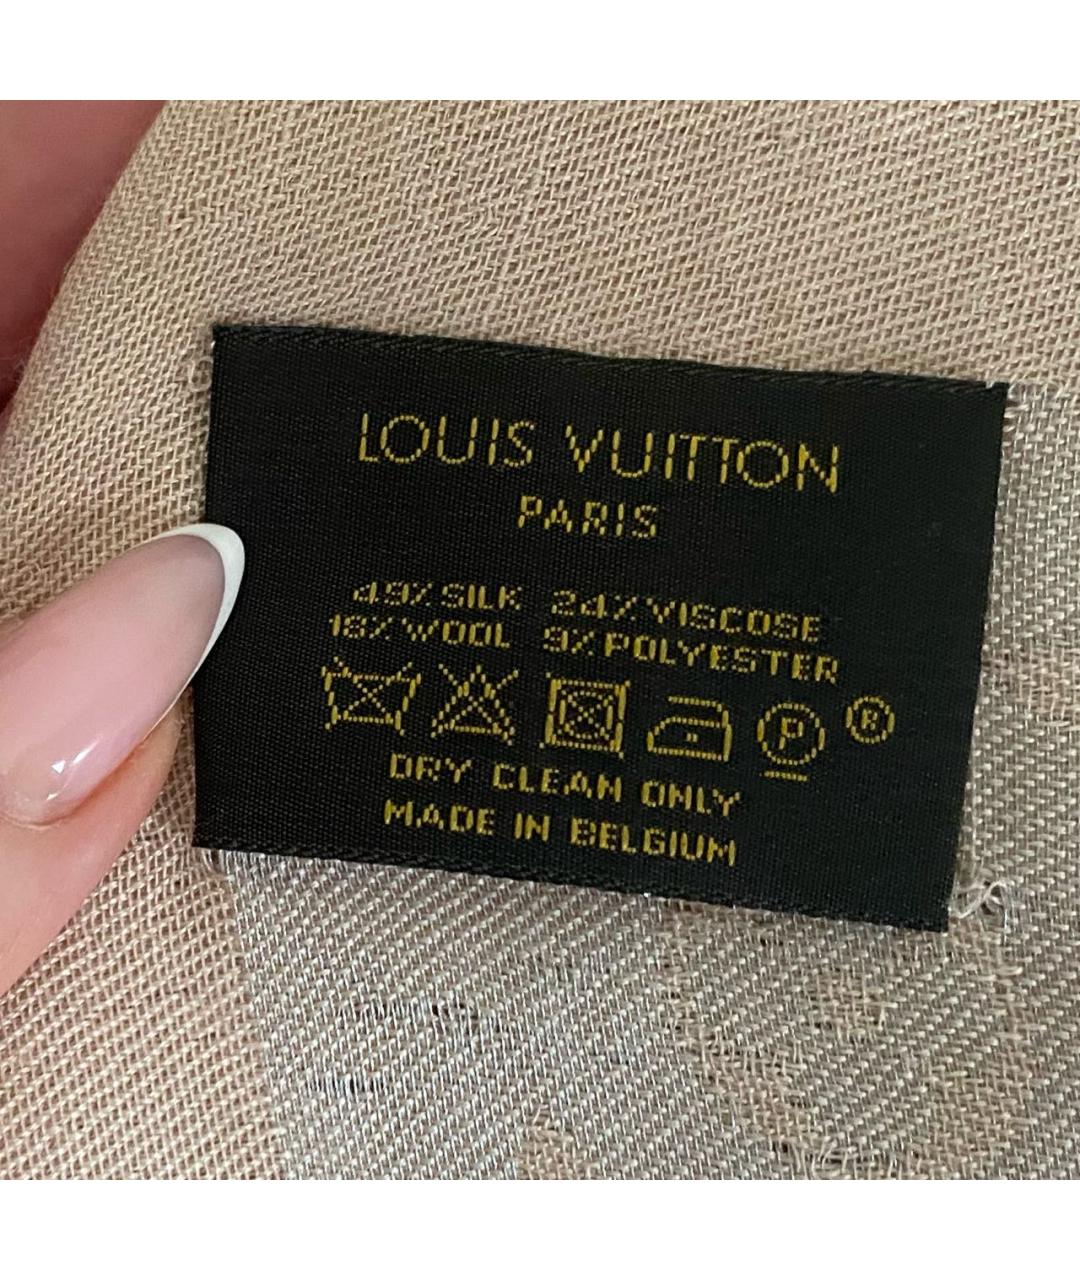 LOUIS VUITTON
PARIS
49% SILK 24% VISCOSE
18% WOOL 9% POLYESTER
P ®
DRY CLEAN ONLY
MADE IN BELGIUM